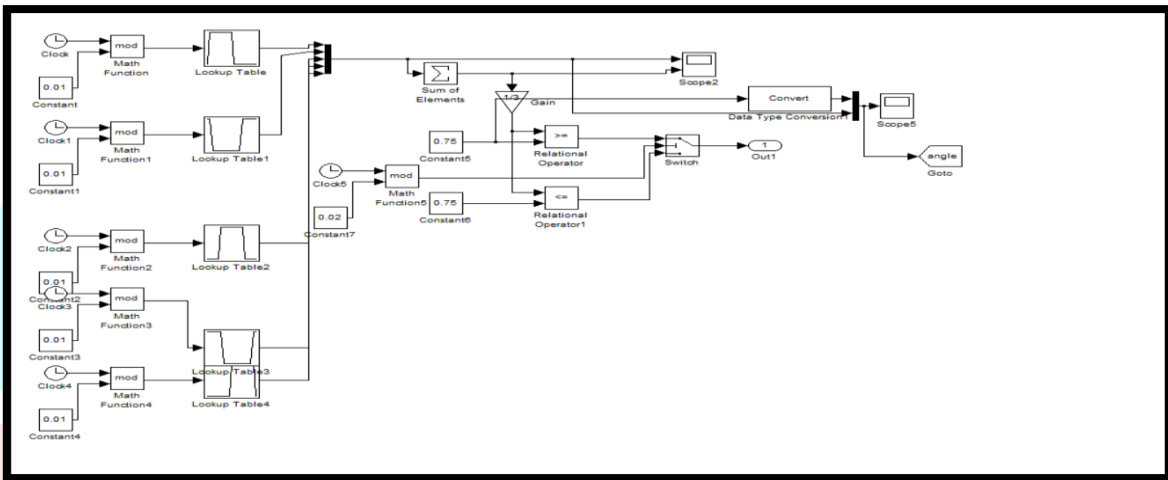 Clock
mod
Math
Function
0.01
Constant
Lookup Table
Clock1
mod
Math
Function1
0.01
Constant1
Lookup Table1
Sum of
Elements
Scope2
Gain
Convert
Data Type Conversion1
Scope5
angle
Goto
0.75
Constant5
>=
Relational
Operator
Switch
1
Out1
Clock5
mod
Math
Function5
0.02
Constant7
0.75
Constant6
<=
Relational
Operator1
Clock2
mod
Math
Function2
0.01
Constant2
Lookup Table2
Clock3
mod
Math
Function3
0.01
Constant3
Lookup Table3
Clock4
mod
Math
Function4
0.01
Constant4
Lookup Table4